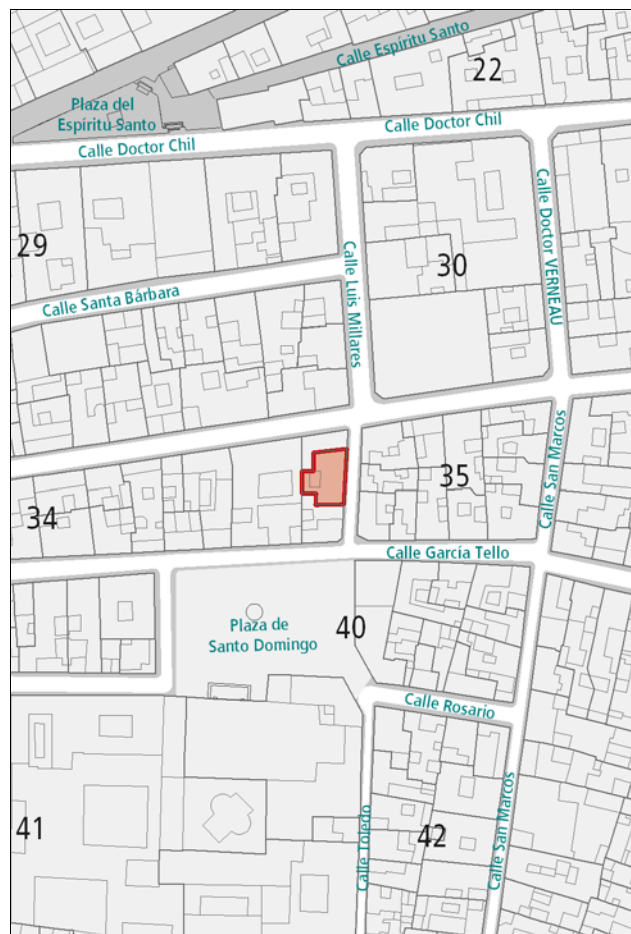 Calle Espíritu Santo
22
Plaza del
Espíritu Santo
Calle Doctor Chil
Calle Doctor Chil
29
Calle Doctor VERNEAU
30
Calle Luis Millares
Calle Santa Bárbara
Calle San Marcos
35
34
Calle García Tello
Plaza de
Santo Domingo
40
Calle Rosario
41
42
Calle Toledo
Calle San Marcos